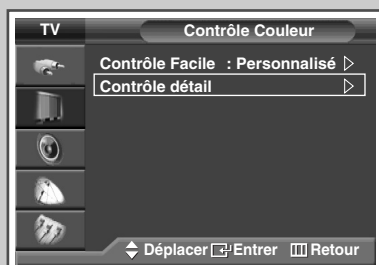 TV
Contrôle Couleur
Contrôle Facile : Personnalisé
Contrôle détail
Déplacer Entrer Retour